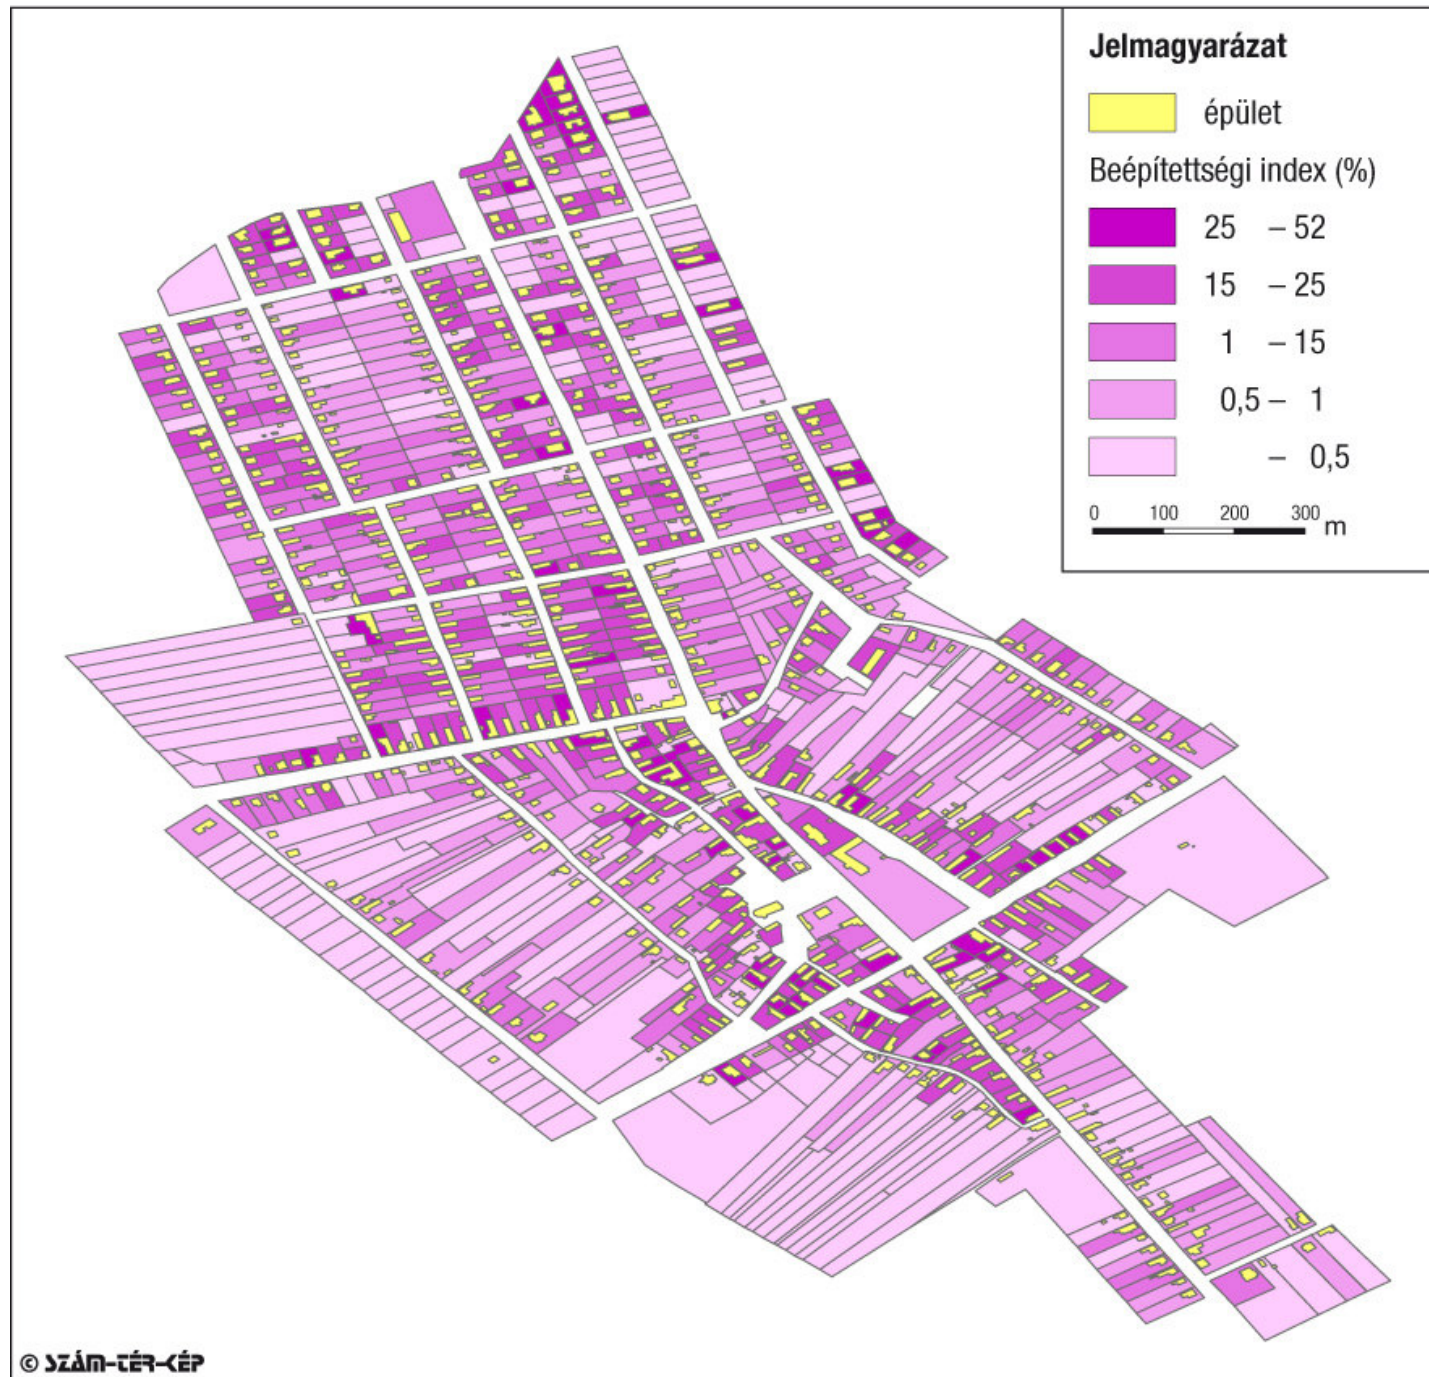 Jelmagyarázat
épület
Beépítettségi index (%)
25 – 52
15 – 25
1 – 15
0,5 – 1
– 0,5
0 100 200 300 m
© SZÁM-TÉR-KÉP